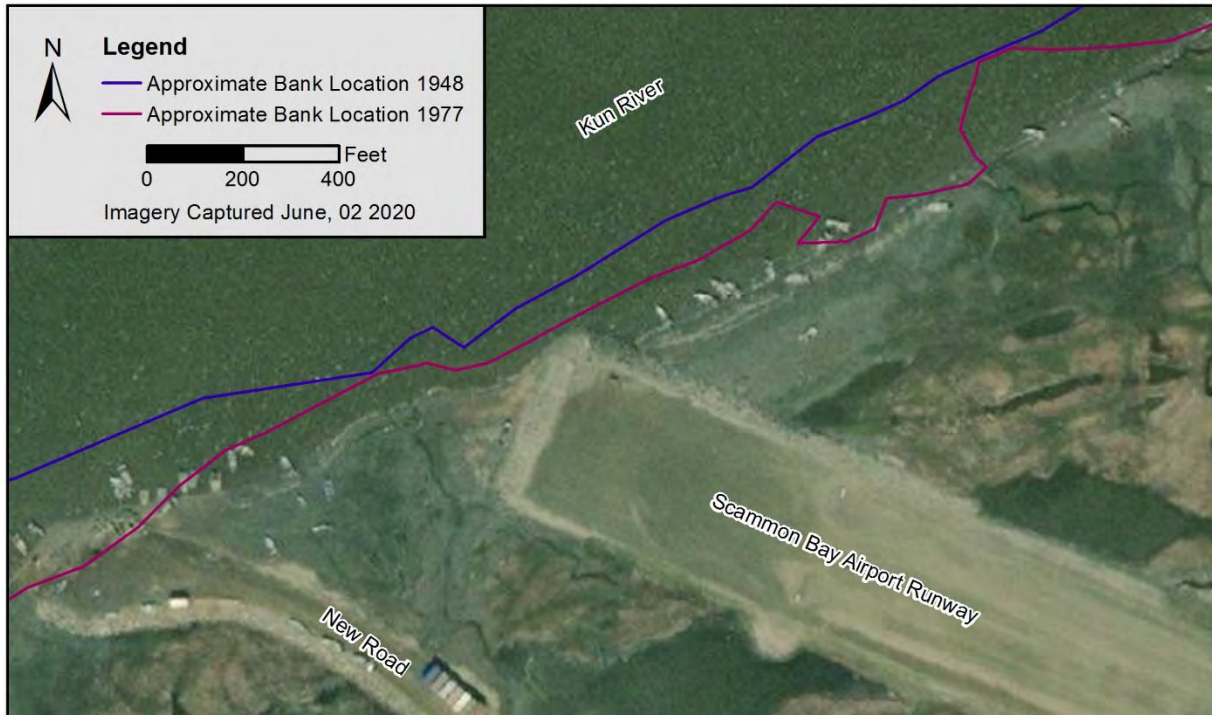 N
Legend
Approximate Bank Location 1948
Approximate Bank Location 1977
Feet
0 200 400
Imagery Captured June, 02 2020
Kun River
Scammon Bay Airport Runway
New Road